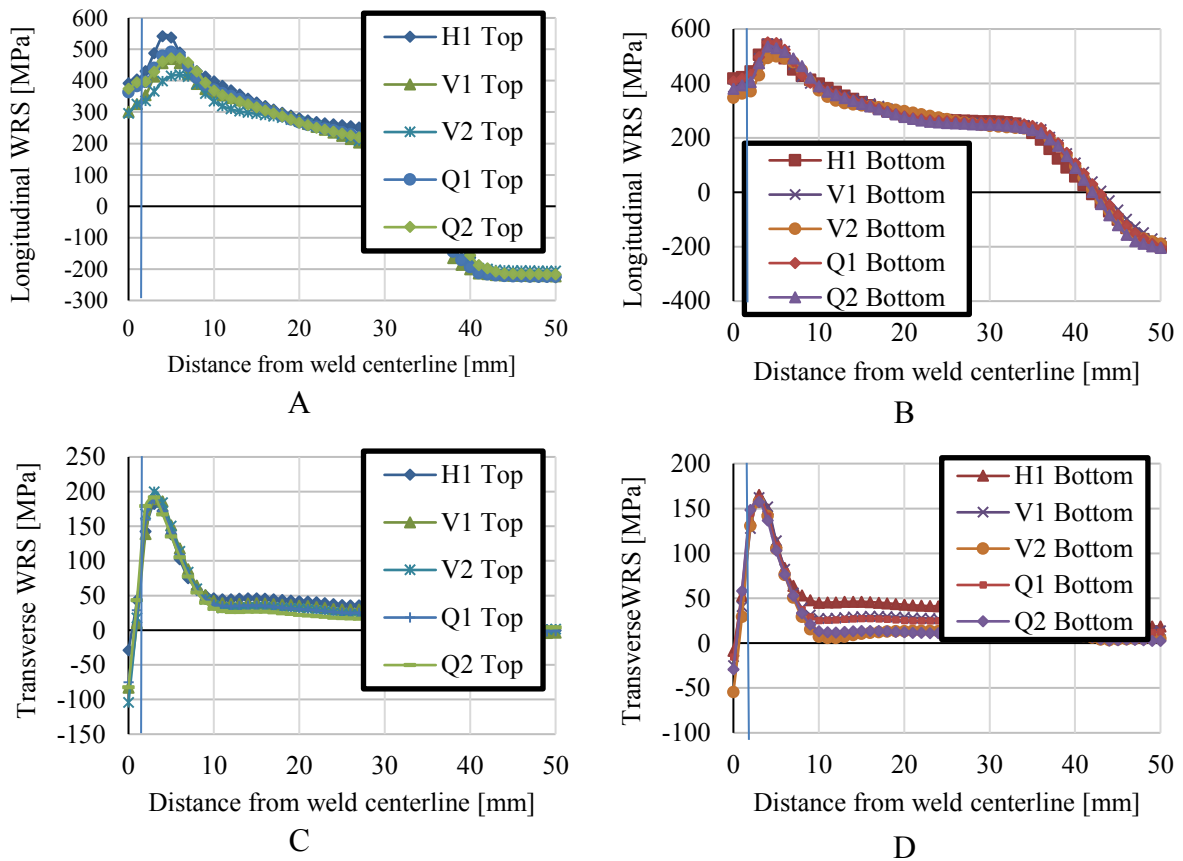 Longitudinal WRS [MPa]
600
500
400
300
200
100
0
-100
-200
-300
0
10
20
30
40
50
Distance from weld centerline [mm]
H1 Top
V1 Top
V2 Top
Q1 Top
Q2 Top
A
Longitudinal WRS [MPa]
600
400
200
0
-200
-400
0
10
20
30
40
50
Distance from weld centerline [mm]
H1 Bottom
V1 Bottom
V2 Bottom
Q1 Bottom
Q2 Bottom
B
Transverse WRS [MPa]
250
200
150
100
50
0
-50
-100
-150
0
10
20
30
40
50
Distance from weld centerline [mm]
H1 Top
V1 Top
V2 Top
Q1 Top
Q2 Top
C
TransverseWRS [MPa]
200
150
100
50
0
-50
-100
0
10
20
30
40
50
Distance from weld centerline [mm]
H1 Bottom
V1 Bottom
V2 Bottom
Q1 Bottom
Q2 Bottom
D